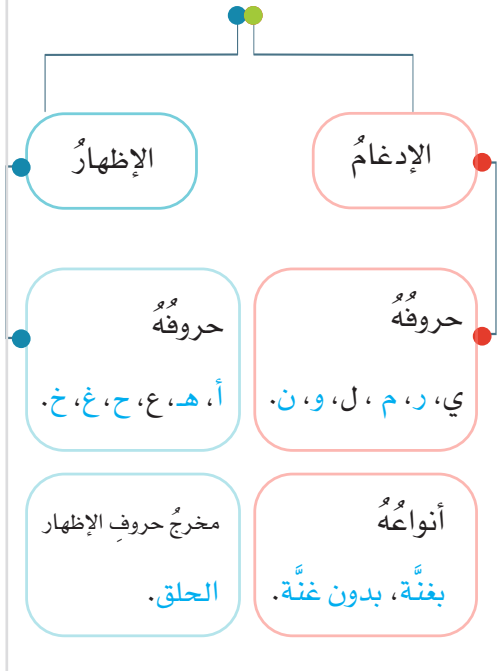 الإدغامُ
الإظهارُ
حروفُهُ
ي، ر، م ، ل، و، ن.
حروفُهُ
أ، هـ، ع، ح، غ، خ.
أنواعُهُ
بغنَّة، بدون غنَّة.
مخرجُ حروفِ الإظهار
الحلق.